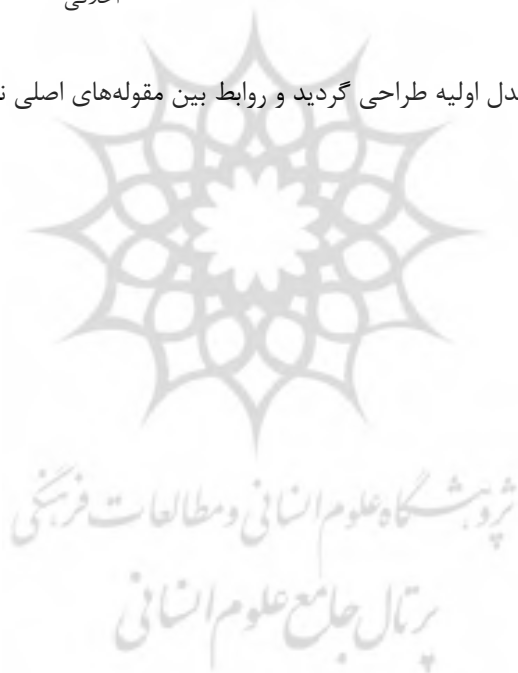 دل اولیه طراحی گردید و روابط بین مقوله‌های اصلی
پژوهشگاه علوم انسانی و مطالعات فرهنگی
پرتال جامع علوم انسانی